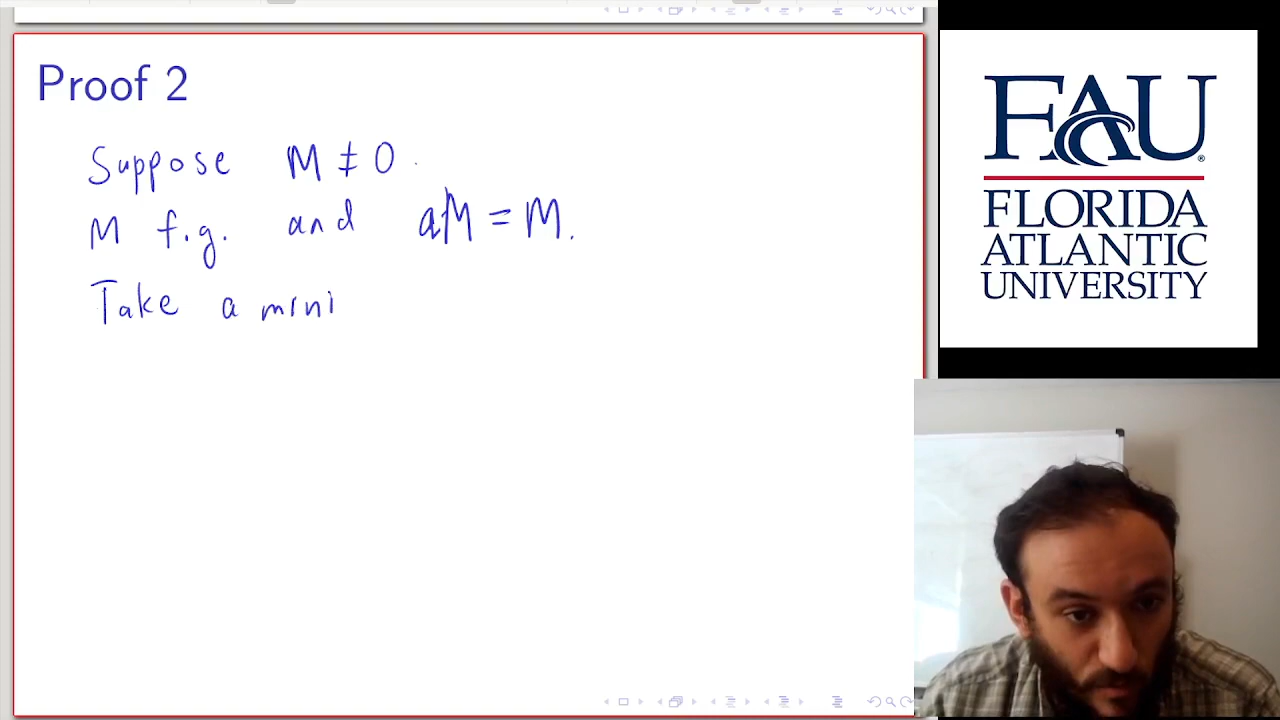 Proof 2
Suppose M ≠ 0.
M f.g. and aM = M.
Take a mini
FAU
FLORIDA
ATLANTIC
UNIVERSITY